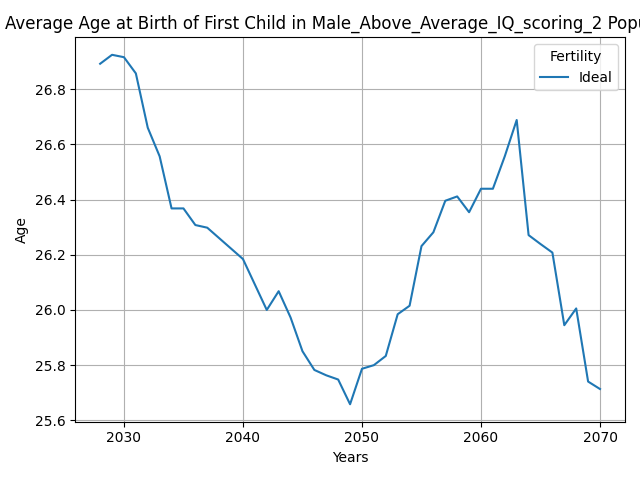 Average Age at Birth of First Child in Male_Above_Average_IQ_scoring_2
Fertility
Ideal
26.8
26.6
26.4
26.2
26.0
25.8
25.6
Age
2030 2040 2050 2060 2070
Years